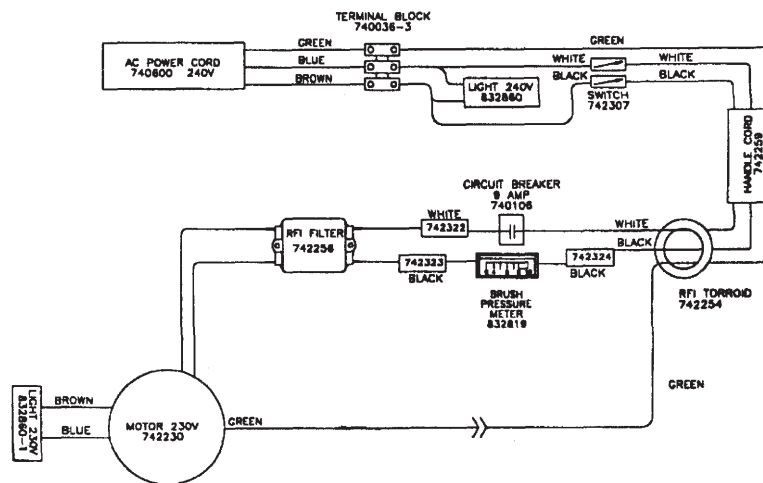 TERMINAL BLOCK
740036-3
GREEN
GREEN
AC POWER CORD
740800 240V
BLUE
WHITE
WHITE
BROWN
BLACK
BLACK
LIGHT 240V
832860
SWITCH
742307
HANDLE CORD
742259
CIRCUIT BREAKER
9 AMP
740106
WHITE
742322
WHITE
RFI FILTER
742256
BLACK
742323
742324
BLACK
BLACK
BRUSH
PRESSURE
METER
832819
RFI TORROID
742254
GREEN
LIGHT 230V
832860-1
BROWN
BLUE
MOTOR 230V
742230
GREEN